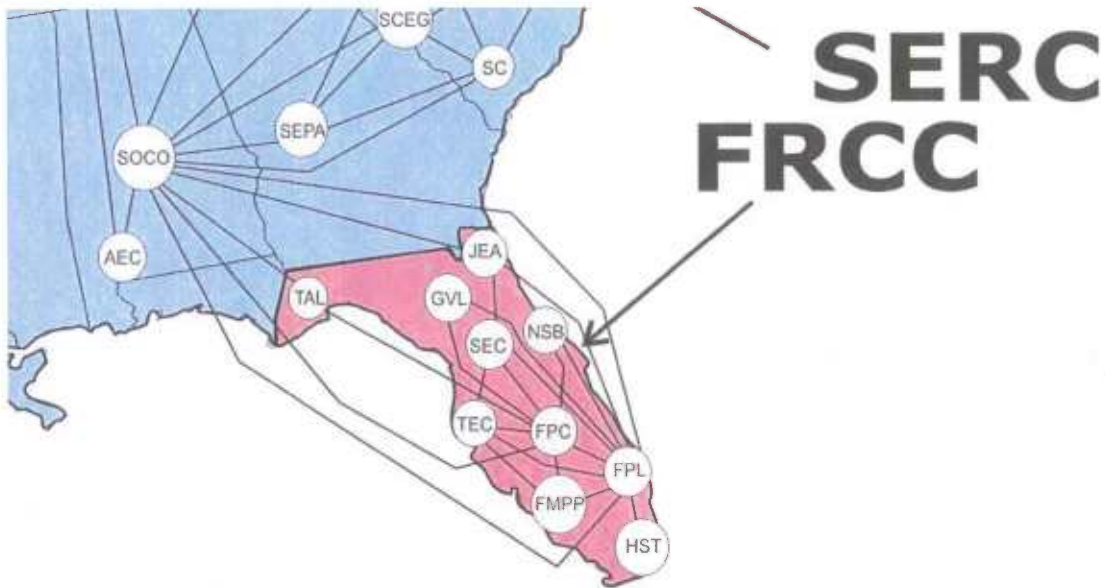 SCEG
SERC
SC
SEPA
FRCC
SOCO
AEC
JEA
TAL
GVL
NSB
SEC
TEC
FPC
FPL
FMPP
HST